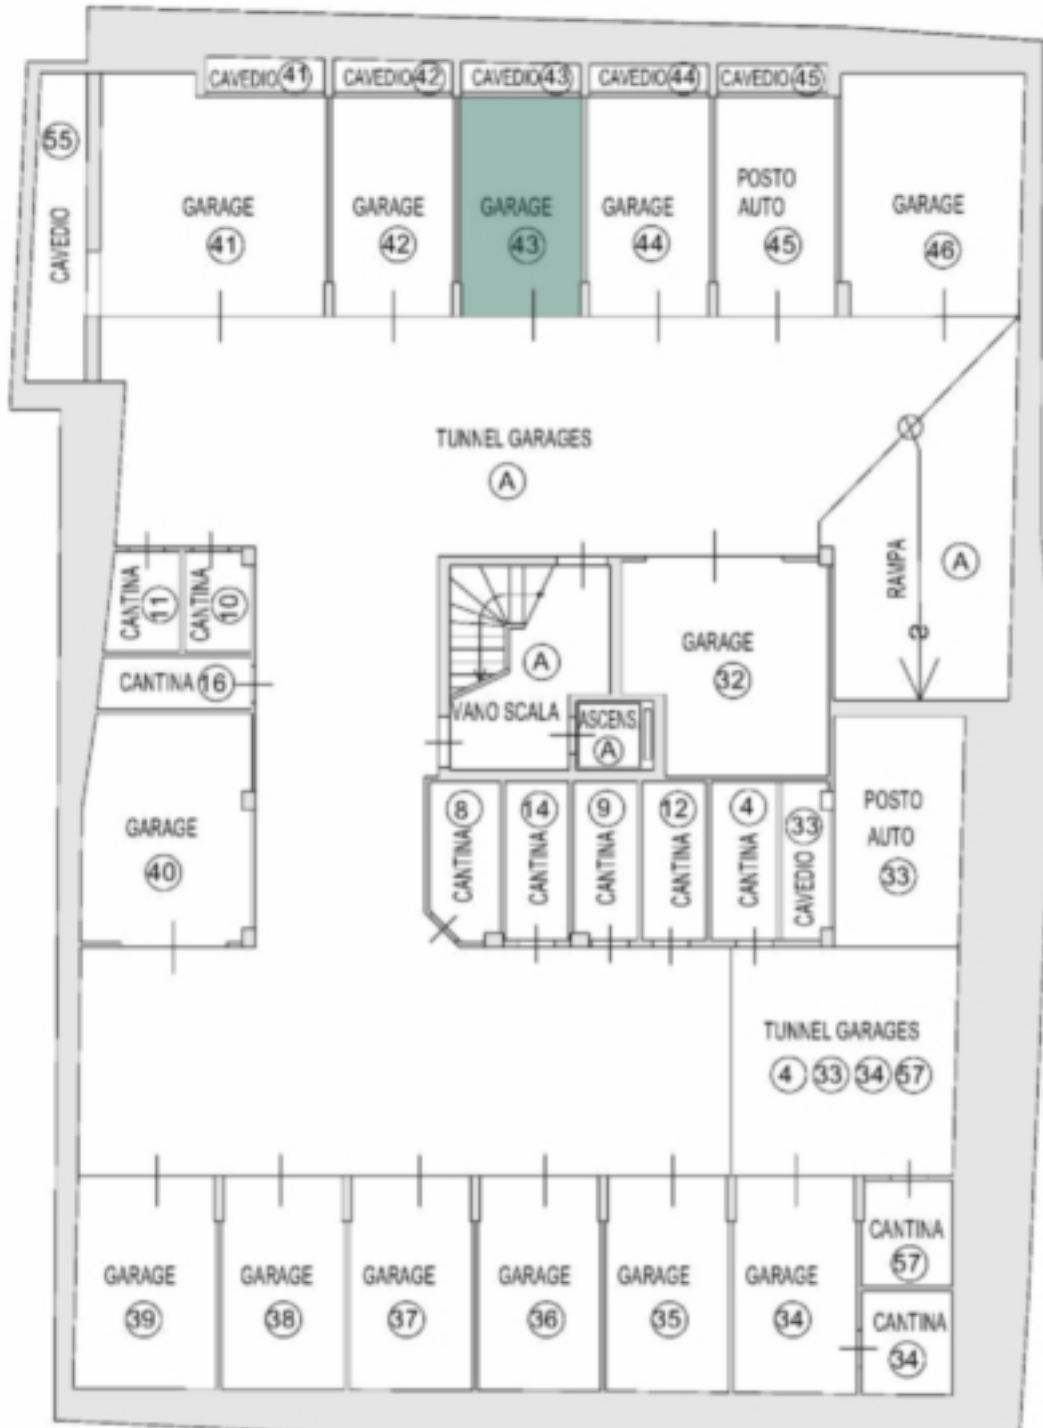 CAVEDIO 41
CAVEDIO 42
CAVEDIO 43
CAVEDIO 44
CAVEDIO 45
55
CAVEDIO
GARAGE
41
GARAGE
42
GARAGE
43
GARAGE
44
POSTO
AUTO
45
GARAGE
46
TUNNEL GARAGES
A
RAMPA
A
CANTINA
11
CANTINA
10
CANTINA 16
A
VANO SCALA
ASCENS.
A
GARAGE
32
GARAGE
40
8
CANTINA
14
CANTINA
9
CANTINA
12
CANTINA
4
CANTINA
33
CAVEDIO
POSTO
AUTO
33
TUNNEL GARAGES
4 33 34 57
GARAGE
39
GARAGE
38
GARAGE
37
GARAGE
36
GARAGE
35
GARAGE
34
CANTINA
57
CANTINA
34